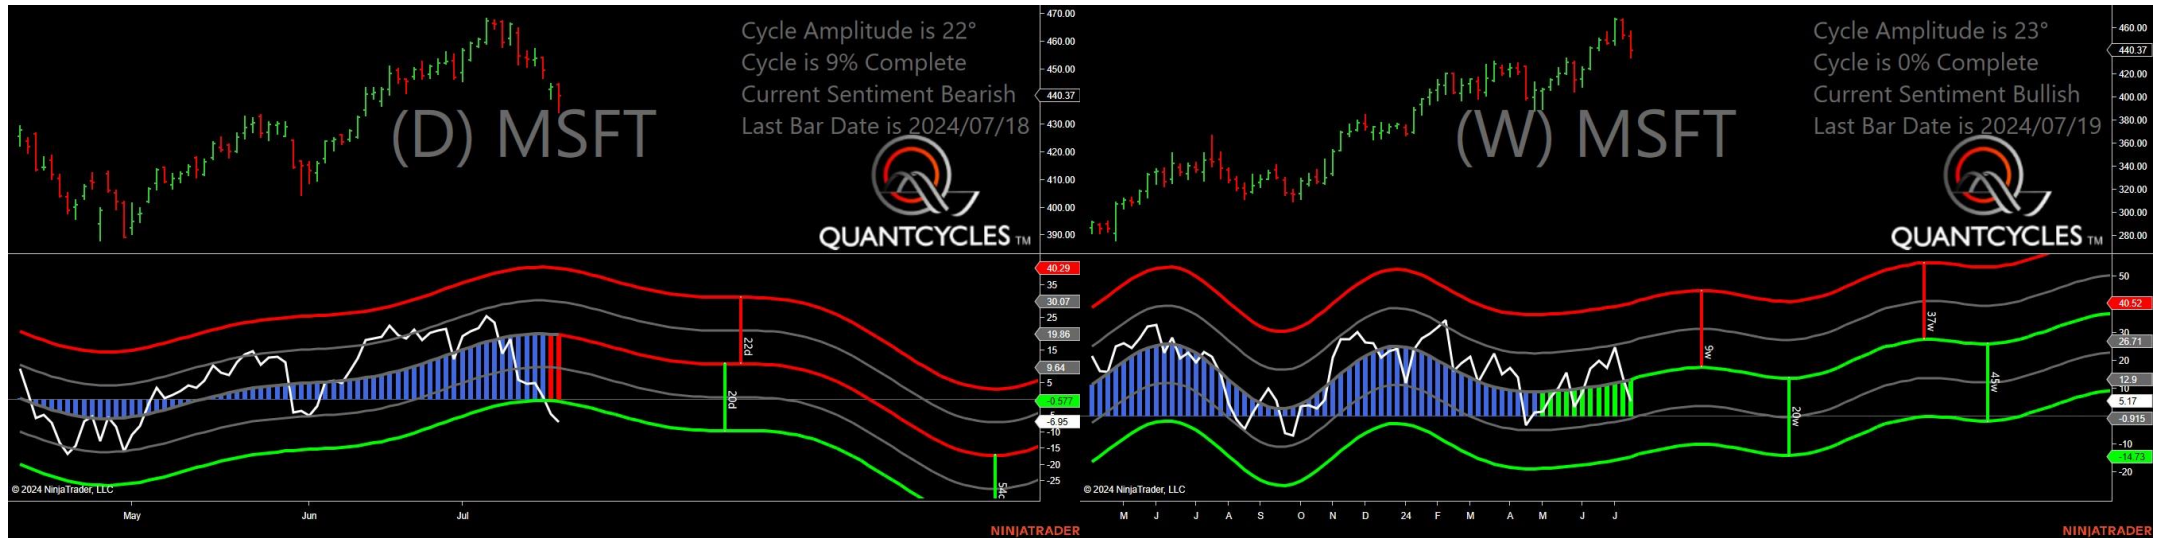 Cycle Amplitude is 22°
Cycle is 9% Complete
Current Sentiment Bearish
Last Bar Date is 2024/07/18
(D) MSFT
QUANTCYCLES TM
470.00
460.00
450.00
440.37
430.00
420.00
410.00
400.00
390.00
40.29
35
30.07
25
19.86
15
9.64
5
-0.577
-5
-6.95
-10
-15
-20
-25
22d
20d
54d
© 2024 NinjaTrader, LLC
May
Jun
Jul
NINJATRADER
Cycle Amplitude is 23°
Cycle is 0% Complete
Current Sentiment Bullish
Last Bar Date is 2024/07/19
(W) MSFT
QUANTCYCLES TM
460.00
440.37
420.00
400.00
380.00
360.00
340.00
320.00
300.00
280.00
50
40.52
30
26.71
20
12.9
10
5.17
-0.915
-10
-14.73
-20
9w
20w
37w
45w
© 2024 NinjaTrader, LLC
M
J
J
A
S
O
N
D
24
F
M
A
M
J
J
NINJATRADER